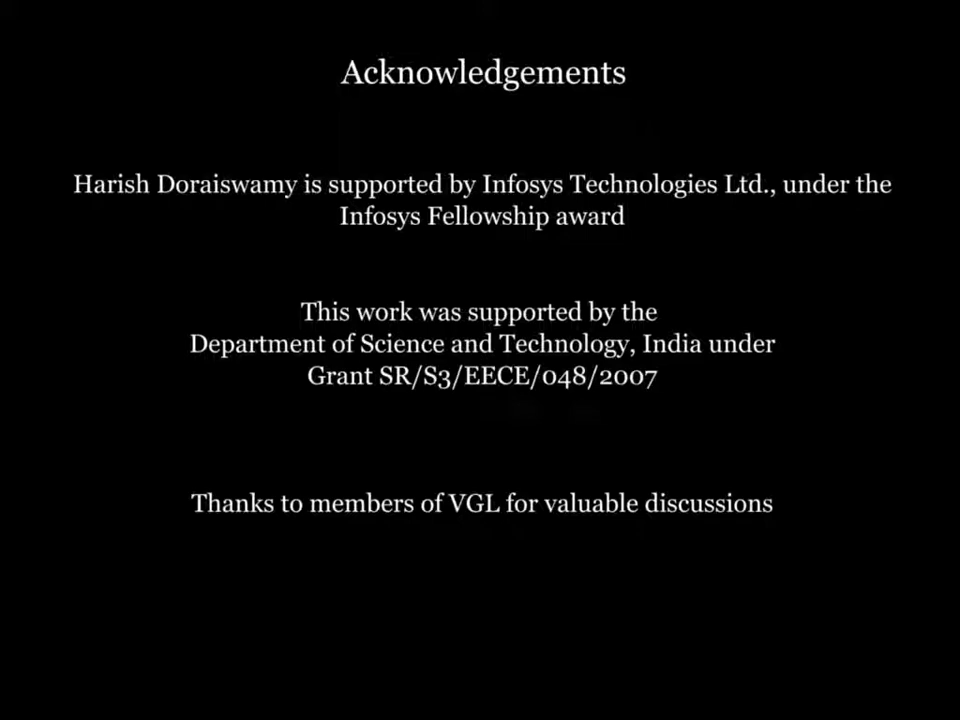 Acknowledgements
Harish Doraiswamy is supported by Infosys Technologies Ltd., under the
Infosys Fellowship award
This work was supported by the
Department of Science and Technology, India under
Grant SR/S3/EECE/048/2007
Thanks to members of VGL for valuable discussions